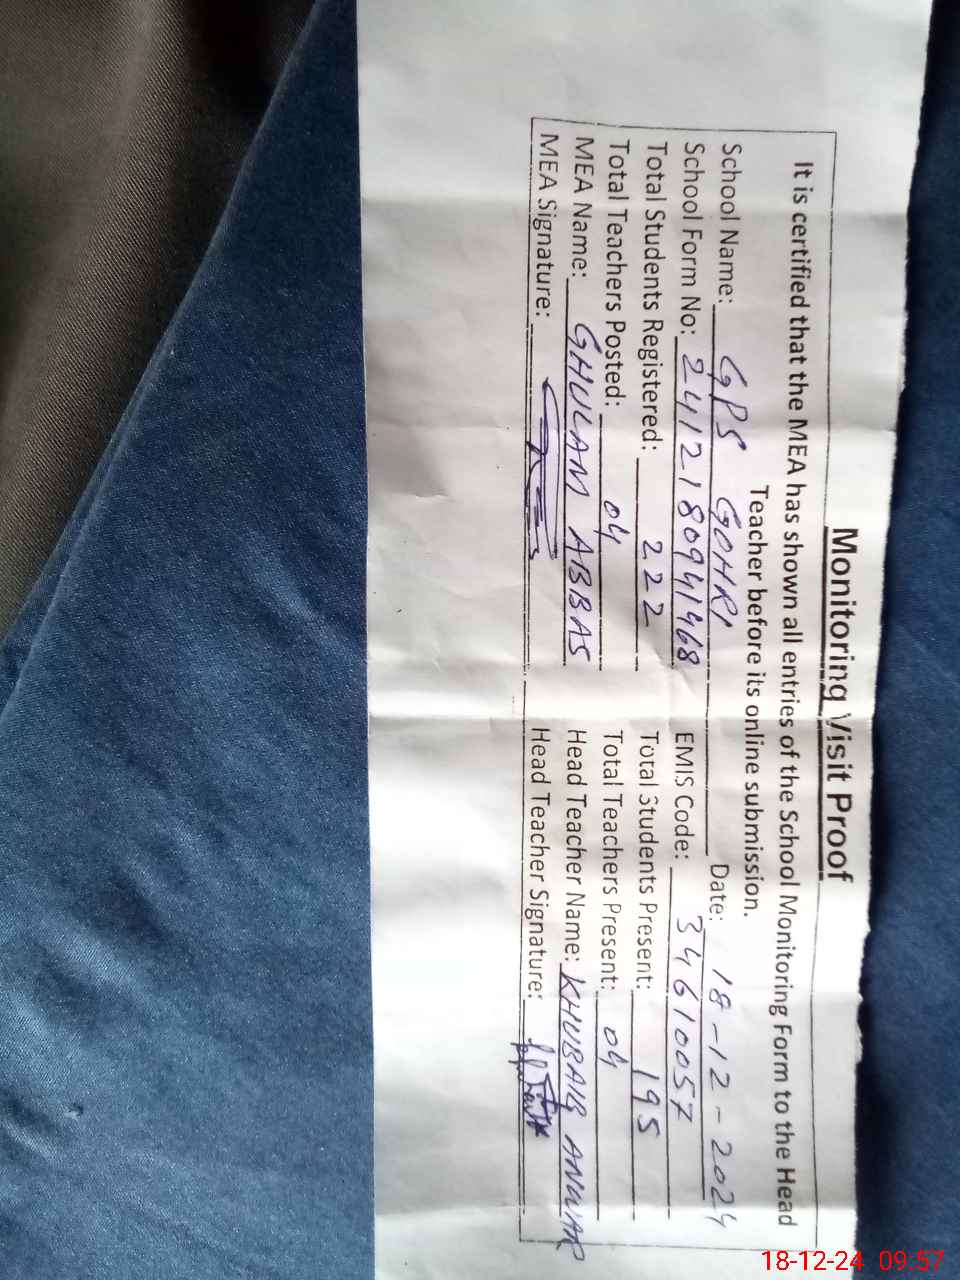 Monitoring Visit Proof
It is certified that the MEA has shown all entries of the School Monitoring Form to the Head
Teacher before its online submission.
School Name: GPS GOHRI Date: 18-12-2024
School Form No: 2412180941468 EMIS Code: 34610057
Total Students Registered: 222 Total Students Present: 195
Total Teachers Posted: 04 Total Teachers Present: 04
MEA Name: GHULAM ABBAS Head Teacher Name: KHUBAIB ANWAR
MEA Signature: Head Teacher Signature:
18-12-24 09:57